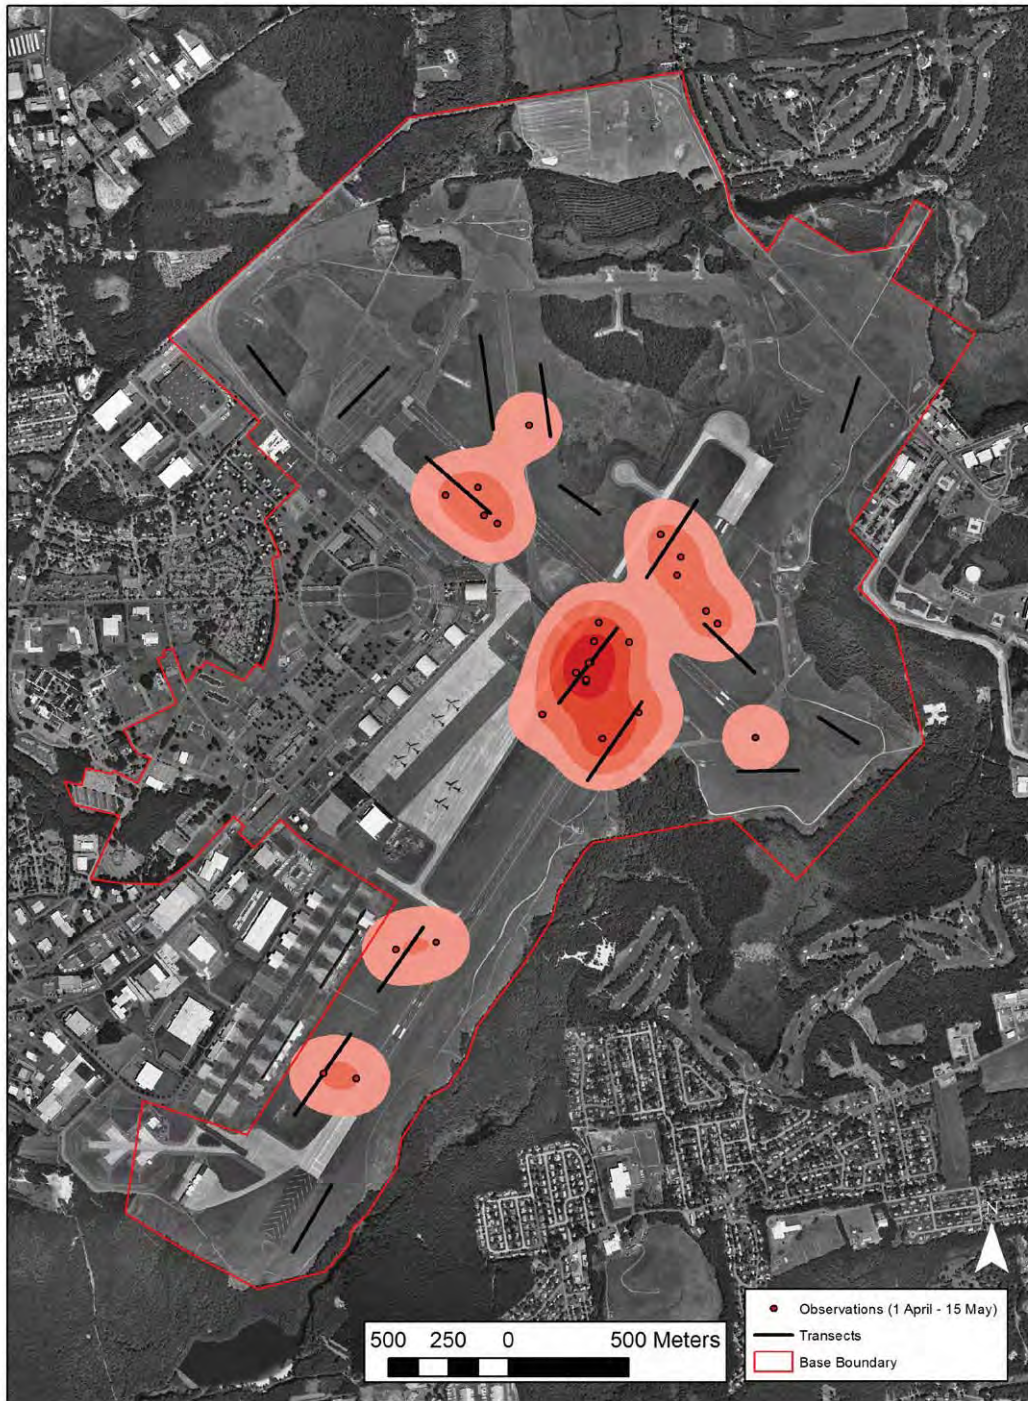 N
500 250 0 500 Meters
Observations (1 April - 15 May)
Transects
Base Boundary